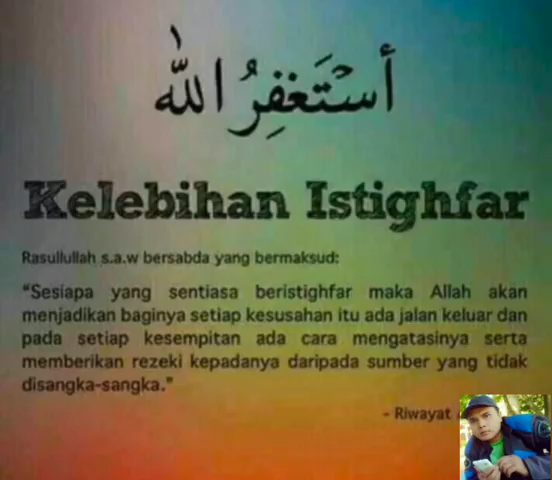 أَسْتَغْفِرُ اللّٰه
Kelebihan Istighfar
Rasullullah s.a.w bersabda yang bermaksud:
"Sesiapa yang sentiasa beristighfar maka Allah akan
menjadikan baginya setiap kesusahan itu ada jalan keluar dan
pada setiap kesempitan ada cara mengatasinya serta
memberikan rezeki kepadanya daripada sumber yang tidak
disangka-sangka."
- Riwayat